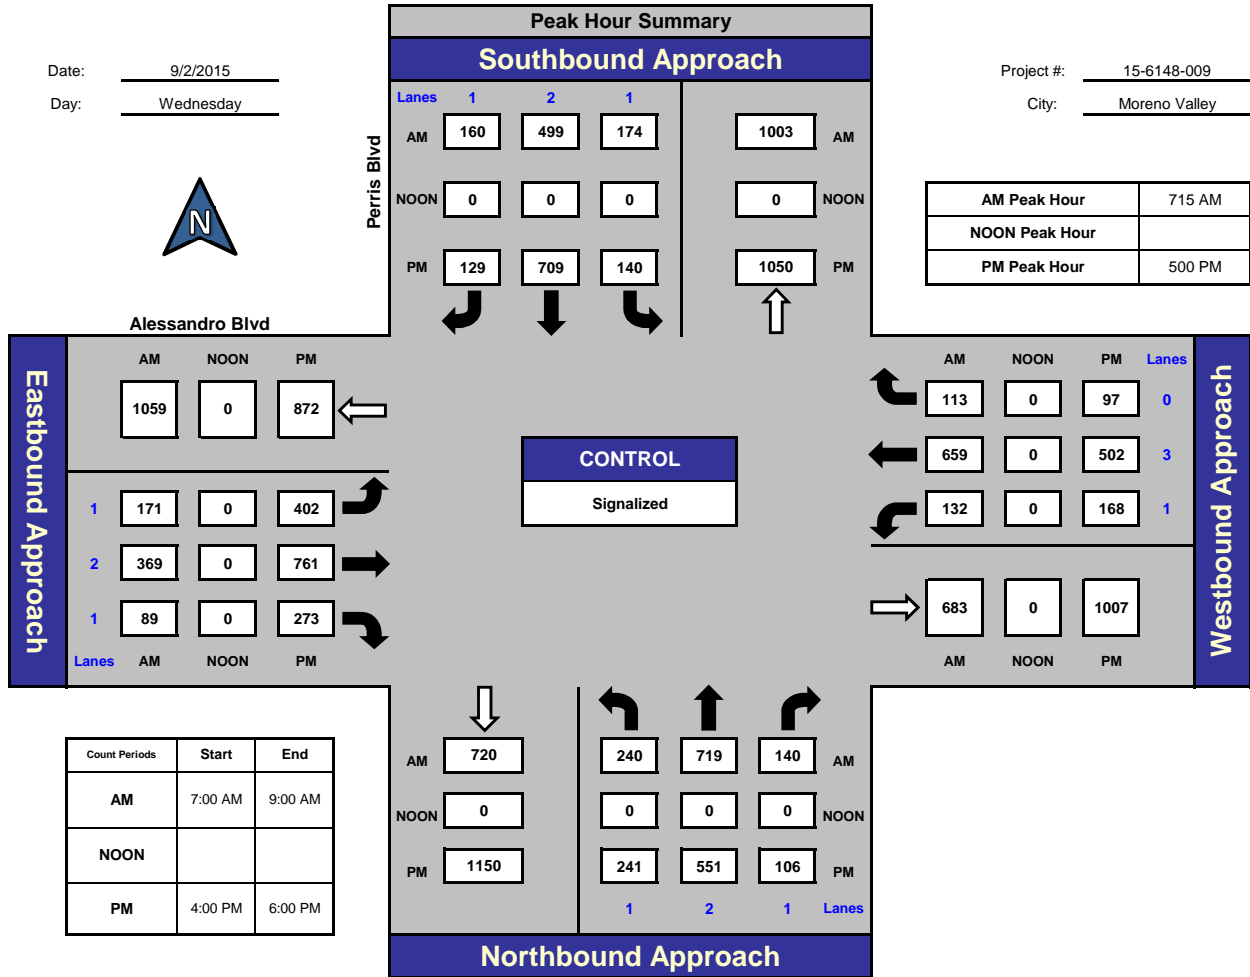 Peak Hour Summary
Southbound Approach
Date: 9/2/2015
Day: Wednesday
Project #: 15-6148-009
City: Moreno Valley
N
Perris Blvd
Lanes 1 2 1
AM 160 499 174 1003 AM
NOON 0 0 0 0 NOON
PM 129 709 140 1050 PM
AM Peak Hour 715 AM
NOON Peak Hour
PM Peak Hour 500 PM
Alessandro Blvd
Eastbound Approach
AM NOON PM
1059 0 872
1 171 0 402
2 369 0 761
1 89 0 273
Lanes AM NOON PM
CONTROL
Signalized
AM NOON PM Lanes
113 0 97 0
659 0 502 3
132 0 168 1
683 0 1007
AM NOON PM
Westbound Approach
Count Periods Start End
AM 7:00 AM 9:00 AM
NOON
PM 4:00 PM 6:00 PM
AM 720 240 719 140 AM
NOON 0 0 0 0 NOON
PM 1150 241 551 106 PM
1 2 1 Lanes
Northbound Approach